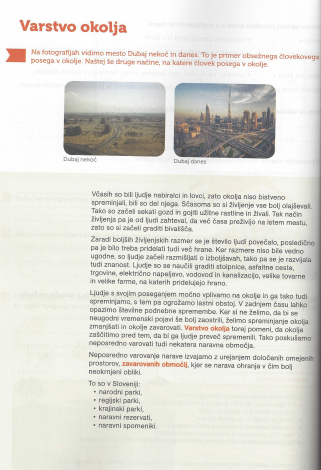 Varstvo okolja
Na fotografijah vidimo mesto Dubaj nekoč in danes. To je primer obsežnega človekovega
posega v okolje. Naštej še druge načine, na katere človek posega v okolje.
Dubaj nekoč
Dubaj danes
Včasih so bili ljudje nabiralci in lovci, zato okolja niso bistveno
spreminjali, bili so del njega. Sčasoma so si življenje vse bolj olajševali.
Tako so začeli sekati gozd in gojiti užitne rastline in živali. Tak način
življenja pa je od ljudi zahteval, da več časa preživijo na istem mestu,
zato so si začeli graditi bivališča.
Zaradi boljših življenjskih razmer se je število ljudi povečalo, posledično
pa je bilo treba pridelati tudi več hrane. Ker razmere niso bile vedno
ugodne, so ljudje začeli razmišljati o izboljšavah, tako pa se je razvijala
tudi znanost. Ljudje so se naučili graditi stolpnice, asfaltne ceste,
trgovine, električno napeljavo, vodovod in kanalizacijo, velike tovarne
in velike farme, na katerih pridelujejo hrano.
Ljudje s svojim poseganjem močno vplivamo na okolje in ga tako tudi
spreminjamo, s tem pa ogrožamo lastni obstoj. V zadnjem času lahko
opazimo številne podnebne spremembe. Ker si ne želimo, da bi se
neugodni vremenski pojavi še bolj zaostrili, želimo spreminjanje okolja
zmanjšati in okolje zavarovati. Varstvo okolja torej pomeni, da okolje
zaščitimo pred tem, da bi ga ljudje preveč spremenili. Tako poskušamo
neposredno varovati tudi nekatera naravna območja.
Neposredno varovanje narave izvajamo z urejanjem določenih omejenih
prostorov, zavarovanih območij, kjer se narava ohranja v čim bolj
neokrnjeni obliki.
To so v Sloveniji:
• narodni parki,
• regijski parki,
• krajinski parki,
• naravni rezervati,
• naravni spomeniki.